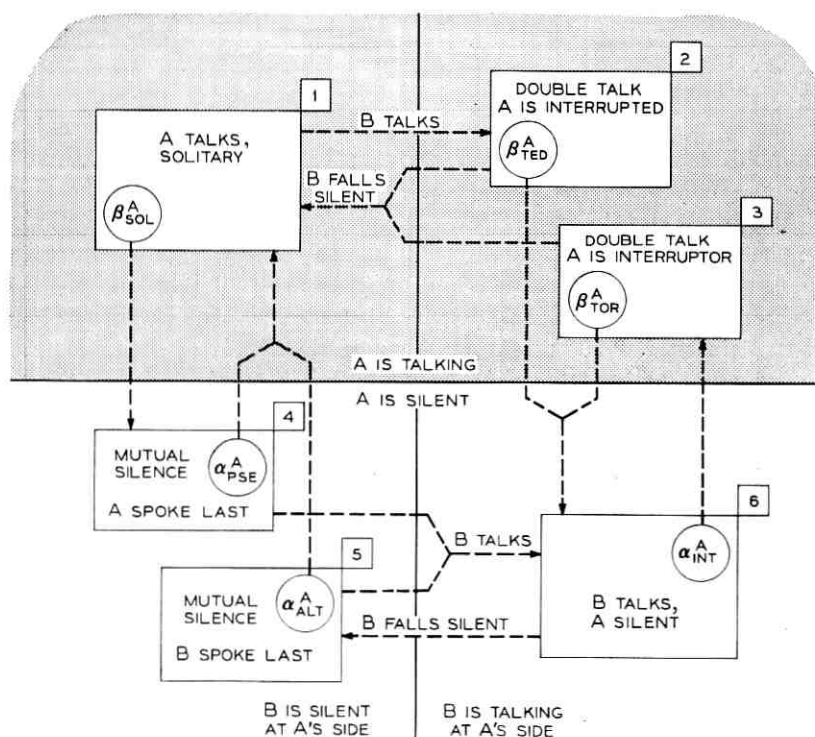 1
A TALKS,
SOLITARY
β^A_SOL
B TALKS
B FALLS
SILENT
2
DOUBLE TALK
A IS INTERRUPTED
β^A_TED
3
DOUBLE TALK
A IS INTERRUPTOR
β^A_TOR
A IS TALKING
A IS SILENT
4
MUTUAL
SILENCE
α^A_PSE
A SPOKE LAST
5
MUTUAL
SILENCE
α^A_ALT
B SPOKE LAST
B TALKS
B FALLS SILENT
6
α^A_INT
B TALKS,
A SILENT
B IS SILENT
AT A'S SIDE
B IS TALKING
AT A'S SIDE